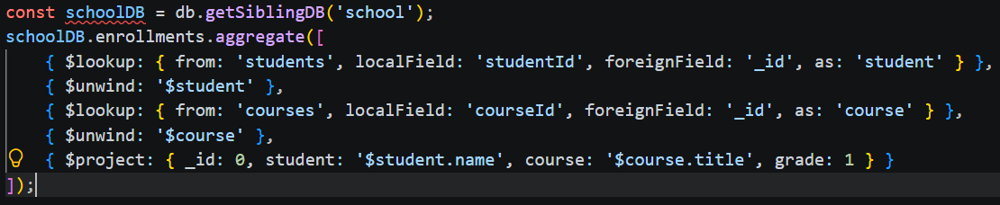 const schoolDB = db.getSiblingDB('school');
schoolDB.enrollments.aggregate([
    { $lookup: { from: 'students', localField: 'studentId', foreignField: '_id', as: 'student' } },
    { $unwind: '$student' },
    { $lookup: { from: 'courses', localField: 'courseId', foreignField: '_id', as: 'course' } },
    { $unwind: '$course' },
    { $project: { _id: 0, student: '$student.name', course: '$course.title', grade: 1 } }
]);